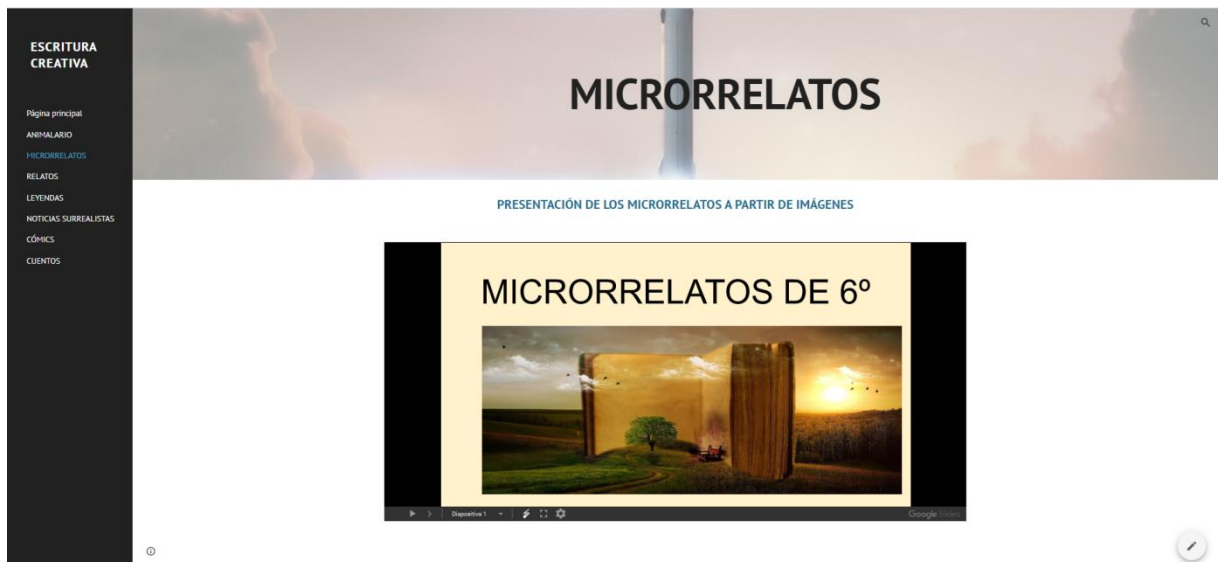 ESCRITURA
CREATIVA
Página principal
ANIMALARIO
MICRORRELATOS
RELATOS
LEYENDAS
NOTICIAS SURREALISTAS
CÓMICS
CUENTOS
MICRORRELATOS
PRESENTACIÓN DE LOS MICRORRELATOS A PARTIR DE IMÁGENES
MICRORRELATOS DE 6º
Diapositiva 1
Google Slides